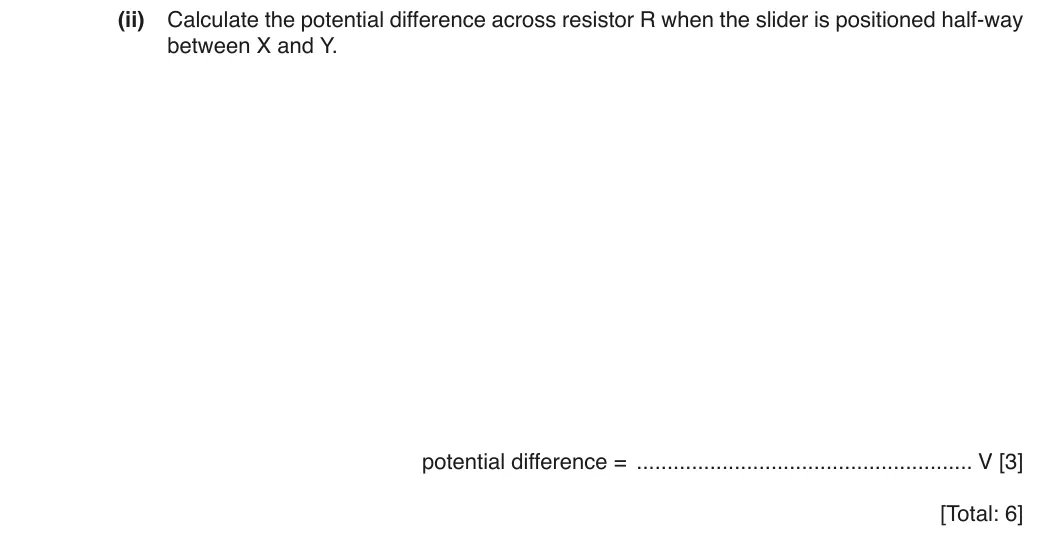 (ii) Calculate the potential difference across resistor R when the slider is positioned half-way
between X and Y.
potential difference = ....................................................... V [3]
[Total: 6]